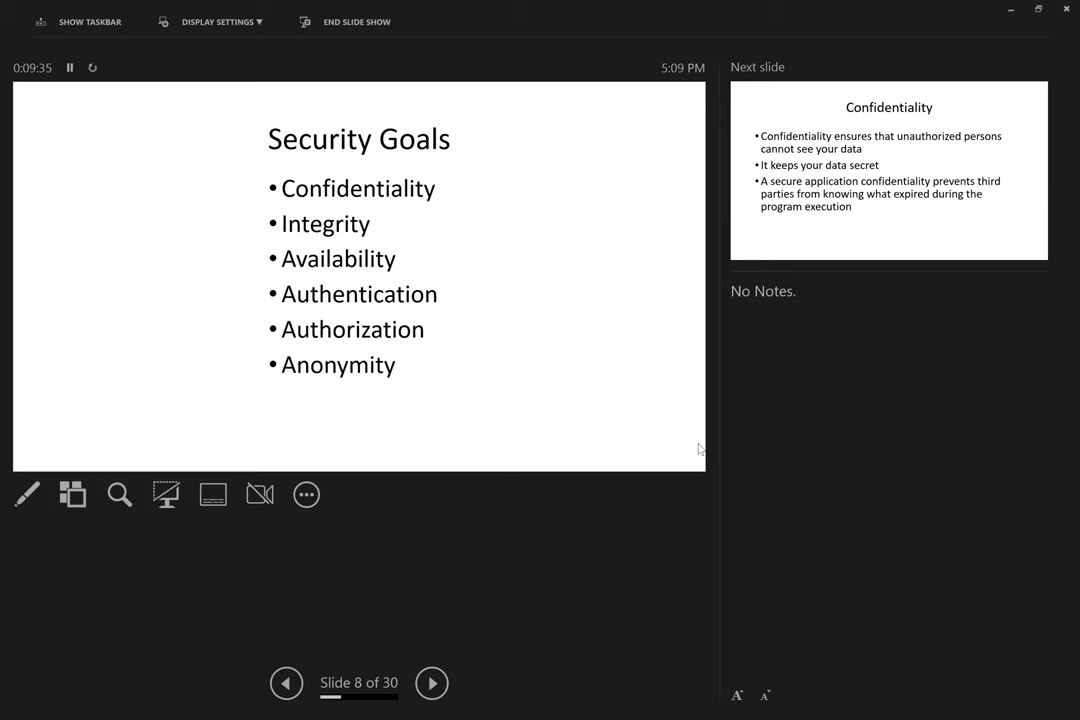 SHOW TASKBAR DISPLAY SETTINGS ▼ END SLIDE SHOW
0:09:35 5:09 PM
Security Goals
• Confidentiality
• Integrity
• Availability
• Authentication
• Authorization
• Anonymity
Slide 8 of 30
Next slide
Confidentiality
• Confidentiality ensures that unauthorized persons
cannot see your data
• It keeps your data secret
• A secure application confidentiality prevents third
parties from knowing what expired during the
program execution
No Notes.
A A